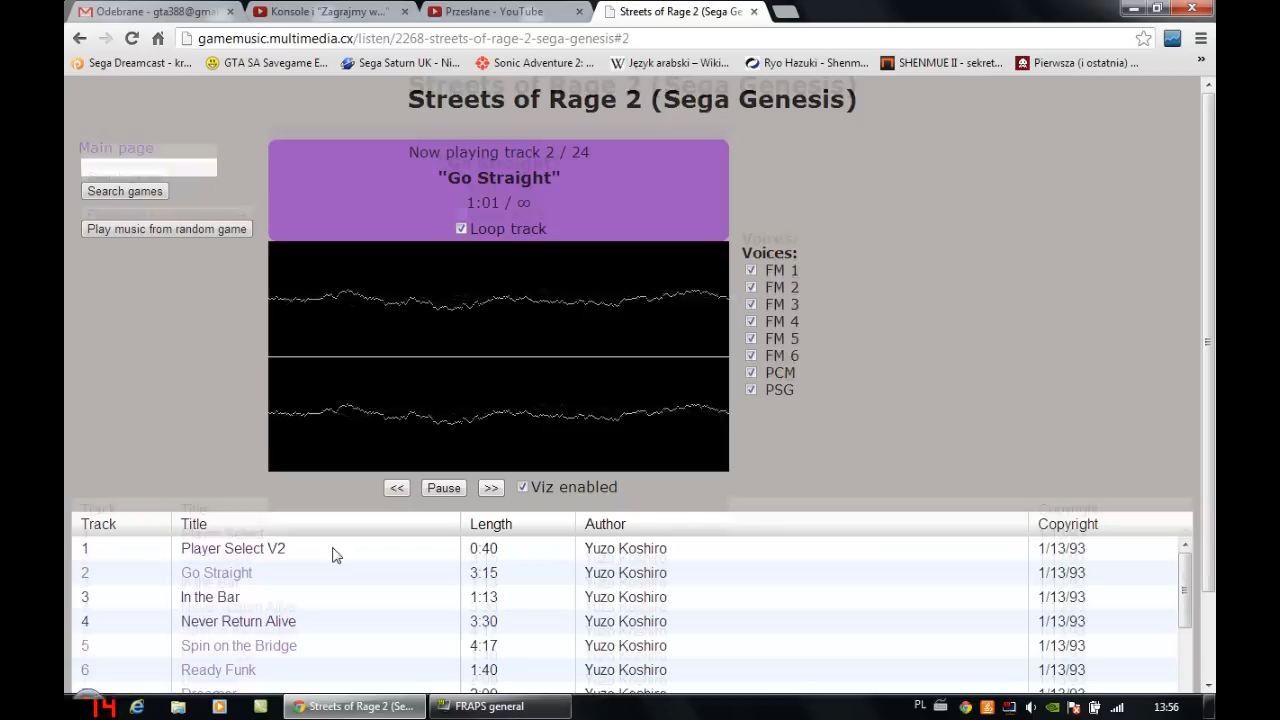 Odebrane - gta388@gma
Konsole i "Zagrajmy w...
Przesłane - YouTube
Streets of Rage 2 (Sega Ge
gamemusic.multimedia.cx/listen/2268-streets-of-rage-2-sega-genesis#2
Sega Dreamcast - kr...
GTA SA Savegame E...
Sega Saturn UK - Ni...
Sonic Adventure 2: ...
Język arabski – Wiki...
Ryo Hazuki - Shenm...
SHENMUE II - sekret...
Pierwsza (i ostatnia) ...
»
Streets of Rage 2 (Sega Genesis)
Main page
Search games
Play music from random game
Now playing track 2 / 24
"Go Straight"
1:01 / ∞
Loop track
Voices:
FM 1
FM 2
FM 3
FM 4
FM 5
FM 6
PCM
PSG
<< Pause >> Viz enabled
Track Title Length Author Copyright
1 Player Select V2 0:40 Yuzo Koshiro 1/13/93
2 Go Straight 3:15 Yuzo Koshiro 1/13/93
3 In the Bar 1:13 Yuzo Koshiro 1/13/93
4 Never Return Alive 3:30 Yuzo Koshiro 1/13/93
5 Spin on the Bridge 4:17 Yuzo Koshiro 1/13/93
6 Ready Funk 1:40 Yuzo Koshiro 1/13/93
Dreamer Yuzo Koshiro 1/13/93
14
Streets of Rage 2 (Se...
FRAPS general
PL
13:56